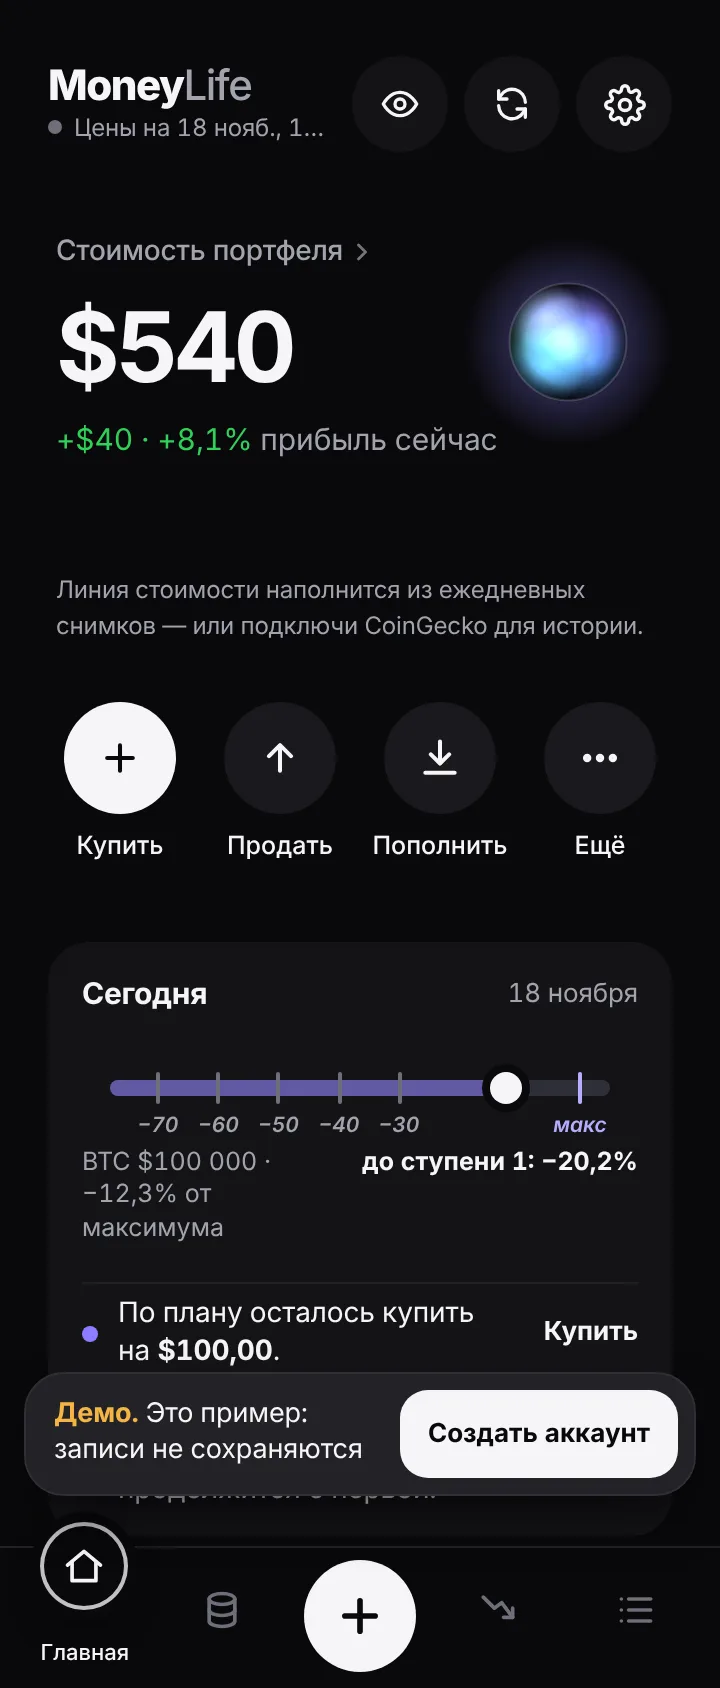 MoneyLife
Цены на 18 нояб., 1...
Стоимость портфеля
$540
+$40 · +8,1% прибыль сейчас
Линия стоимости наполнится из ежедневных
снимков — или подключи CoinGecko для истории.
Купить
Продать
Пополнить
Ещё
Сегодня
18 ноября
−70 −60 −50 −40 −30 макс
BTC $100 000 ·
−12,3% от
максимума
до ступени 1: −20,2%
По плану осталось купить
на $100,00.
Купить
Демо. Это пример:
записи не сохраняются
Создать аккаунт
Главная